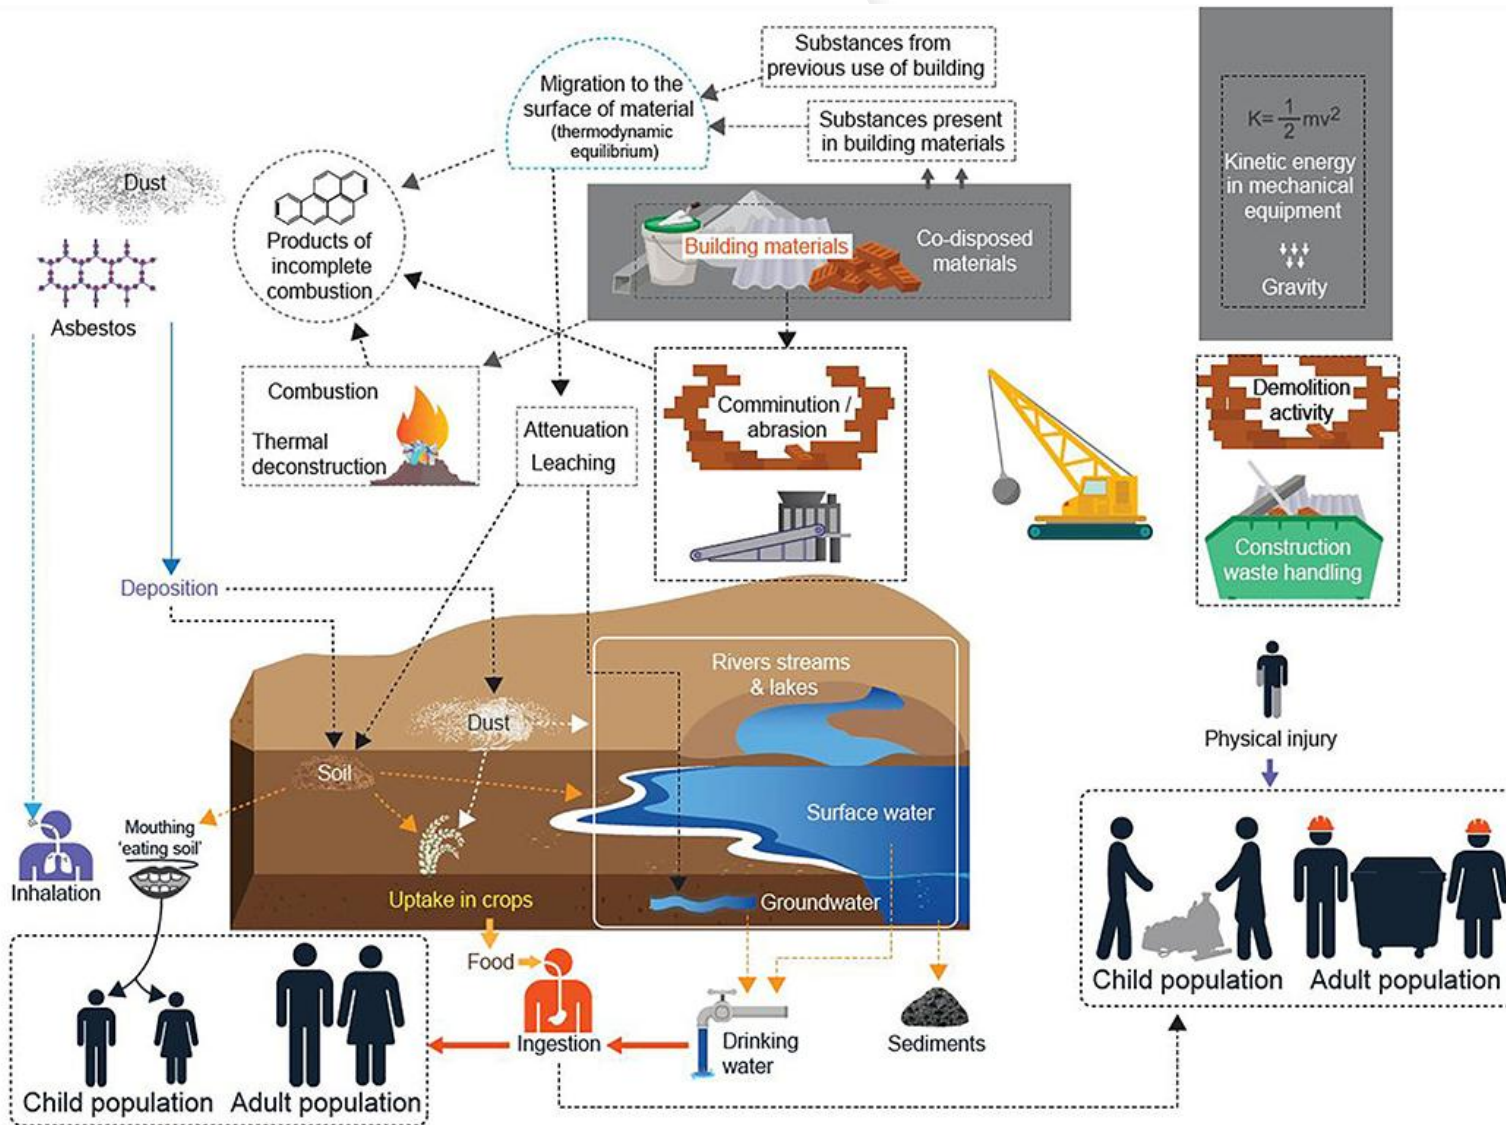 Substances from
previous use of building
Migration to the
surface of material
(thermodynamic
equilibrium)
Substances present
in building materials
K=1/2 mv²
Kinetic energy
in mechanical
equipment
Gravity
Dust
Asbestos
Products of
incomplete
combustion
Building materials
Co-disposed
materials
Combustion
Thermal
deconstruction
Attenuation
Leaching
Comminution /
abrasion
Demolition
activity
Construction
waste handling
Deposition
Rivers streams
& lakes
Dust
Soil
Surface water
Physical injury
Mouthing
'eating soil'
Inhalation
Uptake in crops
Groundwater
Food
Ingestion
Drinking
water
Sediments
Child population
Adult population
Child population
Adult population